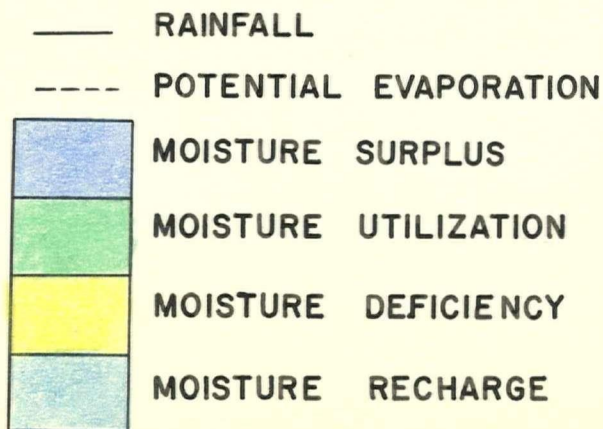 RAINFALL
POTENTIAL EVAPORATION
MOISTURE SURPLUS
MOISTURE UTILIZATION
MOISTURE DEFICIENCY
MOISTURE RECHARGE